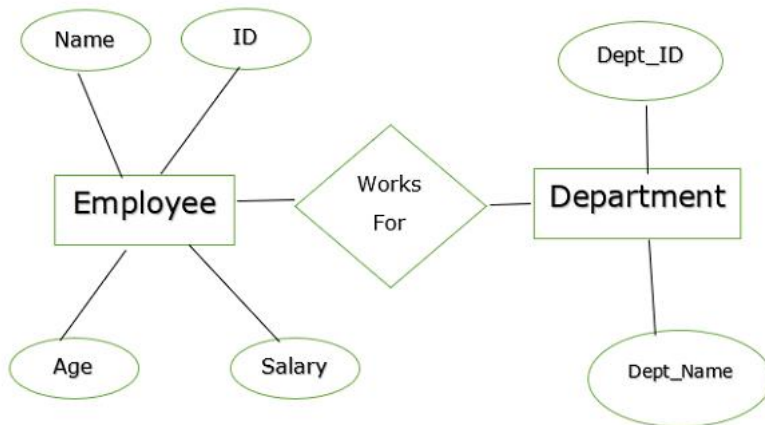 Name
ID
Dept_ID
Employee
Works
For
Department
Age
Salary
Dept_Name